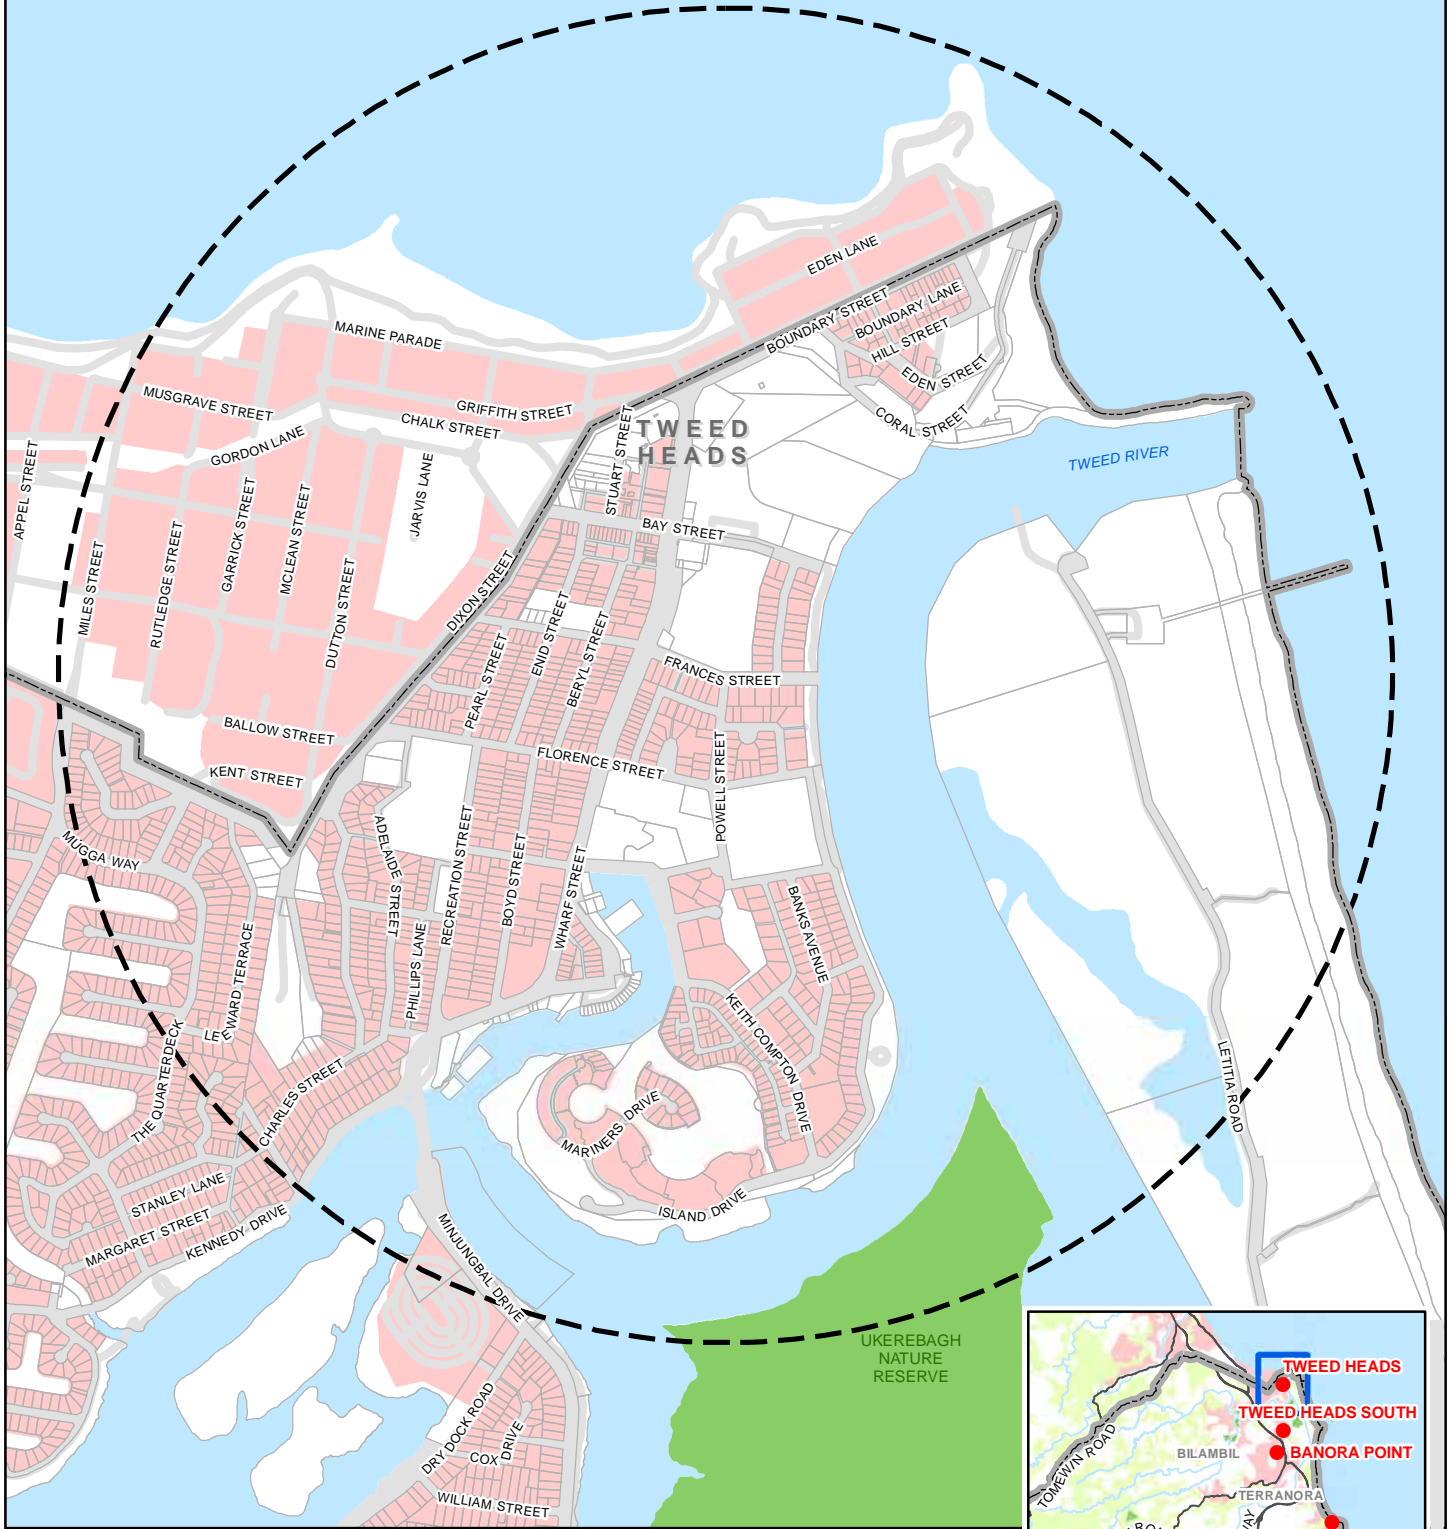 EDEN LANE
BOUNDARY STREET
BOUNDARY LANE
HILL STREET
EDEN STREET
CORAL STREET
MARINE PARADE
MUSGRAVE STREET
GRIFFITH STREET
CHALK STREET
GORDON LANE
STUART STREET
TWEED
HEADS
TWEED RIVER
APPEL STREET
JARVIS LANE
GARRICK STREET
MCLEAN STREET
BAY STREET
MILES STREET
RUTLEDGE STREET
DUTTON STREET
DIXON STREET
PEARL STREET
ENID STREET
BERYL STREET
FRANCES STREET
BALLOW STREET
KENT STREET
FLORENCE STREET
POWELL STREET
MUGGA WAY
ADELAIDE STREET
RECREATION STREET
BOYD STREET
WHARF STREET
BANKS AVENUE
PHILLIPS LANE
LEEWARD TERRACE
THE QUARTERDECK
KEITH COMPTON DRIVE
CHARLES STREET
MARINERS DRIVE
LETITIA ROAD
STANLEY LANE
MARGARET STREET
KENNEDY DRIVE
ISLAND DRIVE
MINJUNGBAL DRIVE
UKEREBAGH
NATURE
RESERVE
DRY DOCK ROAD
COX DRIVE
WILLIAM STREET
TWEED HEADS
TWEED HEADS SOUTH
BILAMBIL
BANORA POINT
TOMEWIN ROAD
TERRANORA